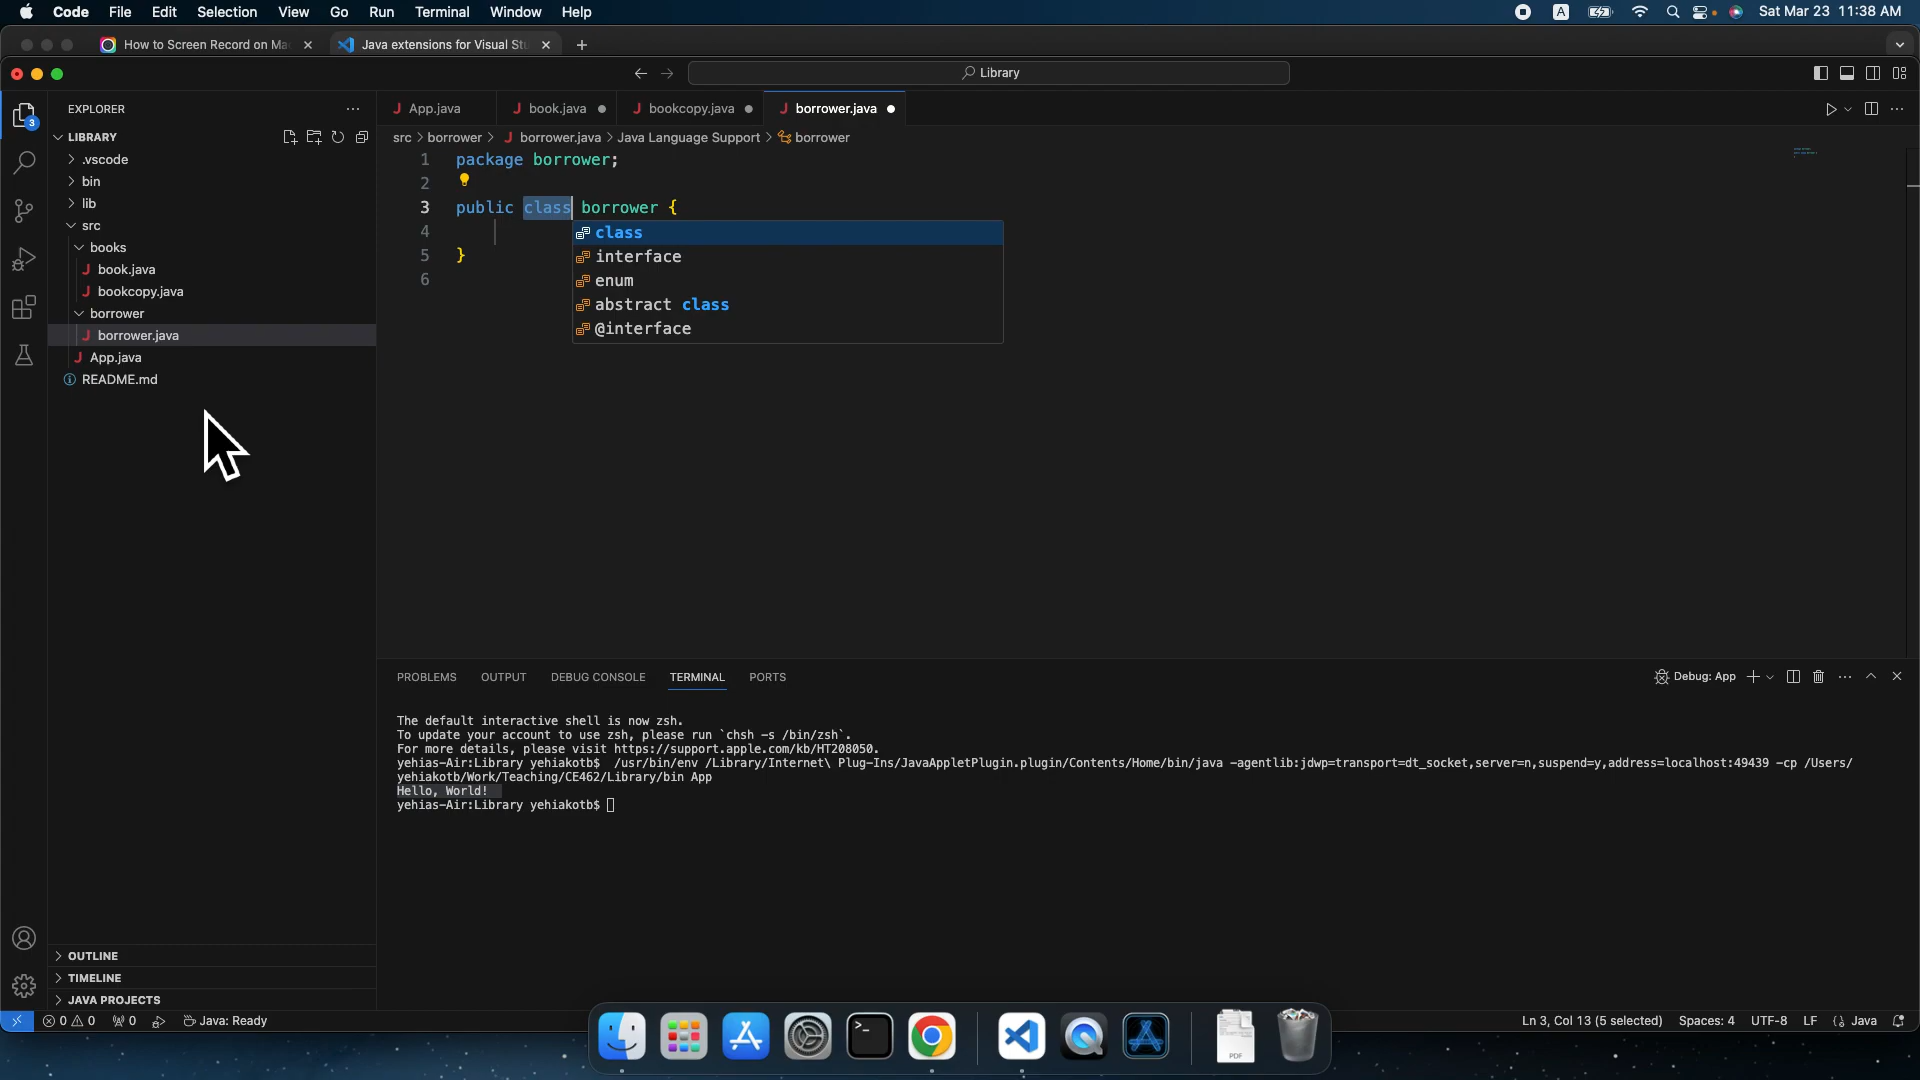 Code File Edit Selection View Go Run Terminal Window Help
A
Sat Mar 23 11:38 AM
How to Screen Record on Ma
Java extensions for Visual Stu
Library
EXPLORER
App.java
book.java
bookcopy.java
borrower.java
LIBRARY
src > borrower > J borrower.java > Java Language Support > borrower
.vscode
bin
lib
src
books
book.java
bookcopy.java
borrower
borrower.java
App.java
README.md
3
1 package borrower;
2
3 public class borrower {
4
5 }
6
class
interface
enum
abstract class
@interface
PROBLEMS OUTPUT DEBUG CONSOLE TERMINAL PORTS
Debug: App
The default interactive shell is now zsh.
To update your account to use zsh, please run `chsh -s /bin/zsh`.
For more details, please visit https://support.apple.com/kb/HT208050.
yehias-Air:Library yehiakotb$  /usr/bin/env /Library/Internet\ Plug-Ins/JavaAppletPlugin.plugin/Contents/Home/bin/java -agentlib:jdwp=transport=dt_socket,server=n,suspend=y,address=localhost:49439 -cp /Users/
yehiakotb/Work/Teaching/CE462/Library/bin App
Hello, World!
yehias-Air:Library yehiakotb$
OUTLINE
TIMELINE
JAVA PROJECTS
0 0 0 Java: Ready
Ln 3, Col 13 (5 selected) Spaces: 4 UTF-8 LF {} Java
PDF